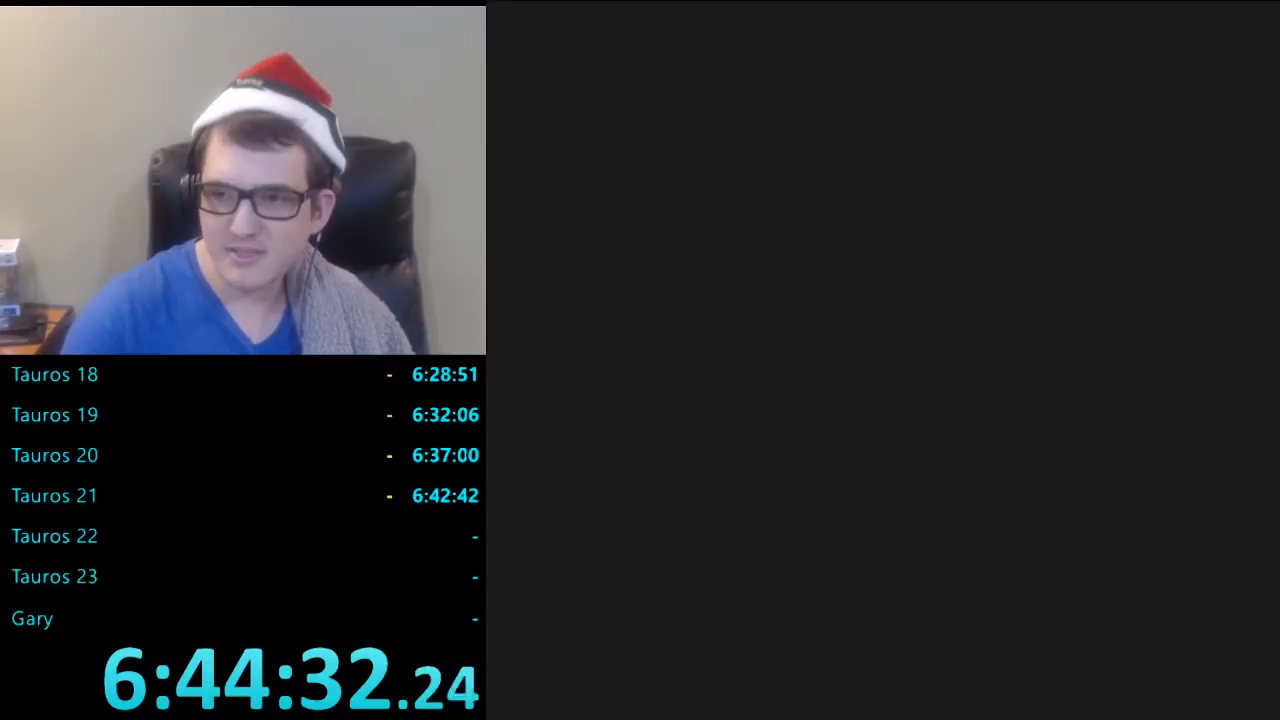 Tauros 18 - 6:28:51
Tauros 19 - 6:32:06
Tauros 20 - 6:37:00
Tauros 21 - 6:42:42
Tauros 22 -
Tauros 23 -
Gary -
6:44:32.24